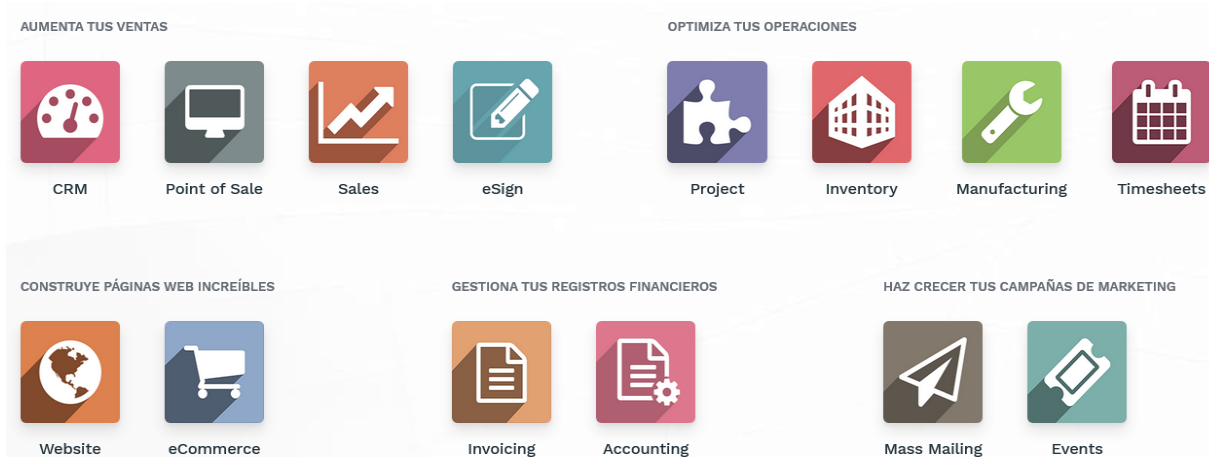 AUMENTA TUS VENTAS
OPTIMIZA TUS OPERACIONES
CRM
Point of Sale
Sales
eSign
Project
Inventory
Manufacturing
Timesheets
CONSTRUYE PÁGINAS WEB INCREÍBLES
GESTIONA TUS REGISTROS FINANCIEROS
HAZ CRECER TUS CAMPAÑAS DE MARKETING
Website
eCommerce
Invoicing
Accounting
Mass Mailing
Events